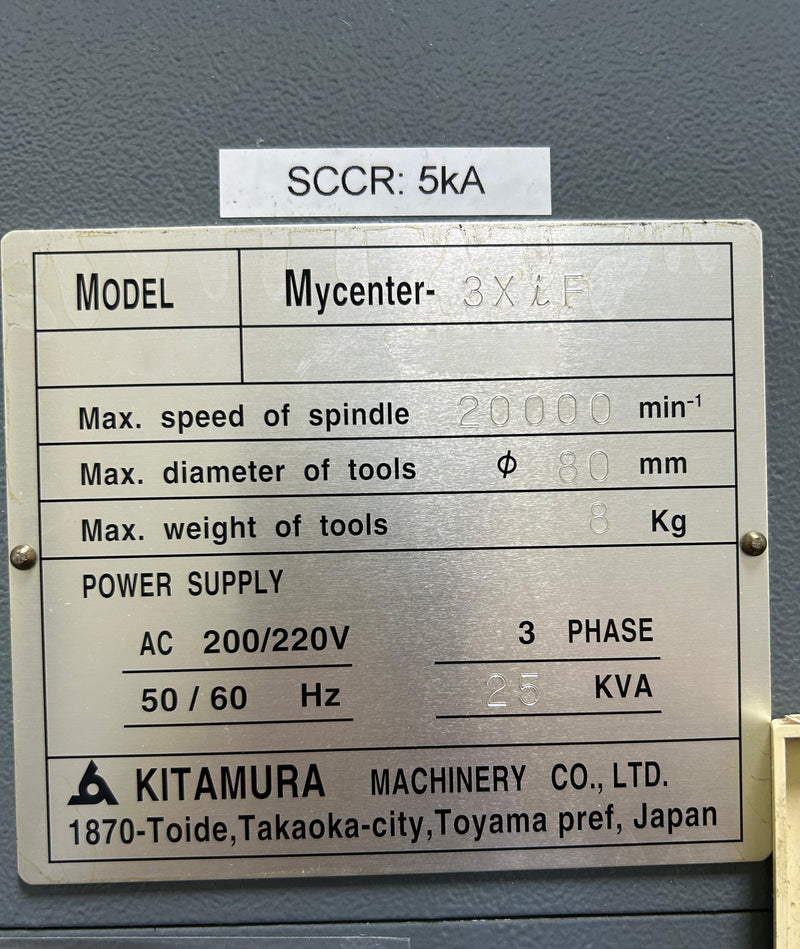 SCCR: 5kA
MODEL Mycenter- 3XiF
Max. speed of spindle 20000 min-1
Max. diameter of tools ϕ 80 mm
Max. weight of tools 8 Kg
POWER SUPPLY
AC 200/220V 3 PHASE
50 / 60 Hz 25 KVA
KITAMURA MACHINERY CO., LTD.
1870-Toide,Takaoka-city,Toyama pref, Japan